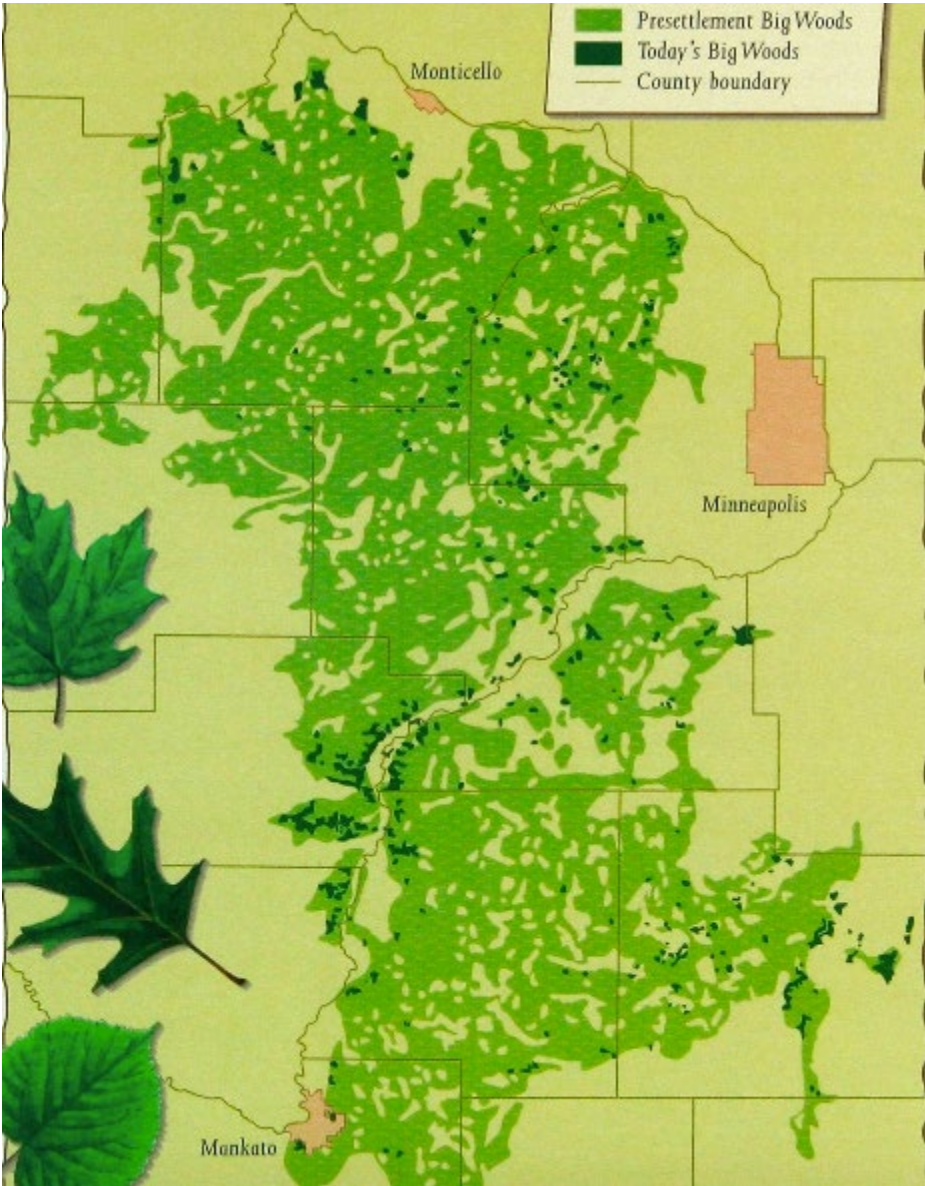 Presettlement Big Woods
Today's Big Woods
County boundary
Monticello
Minneapolis
Mankato